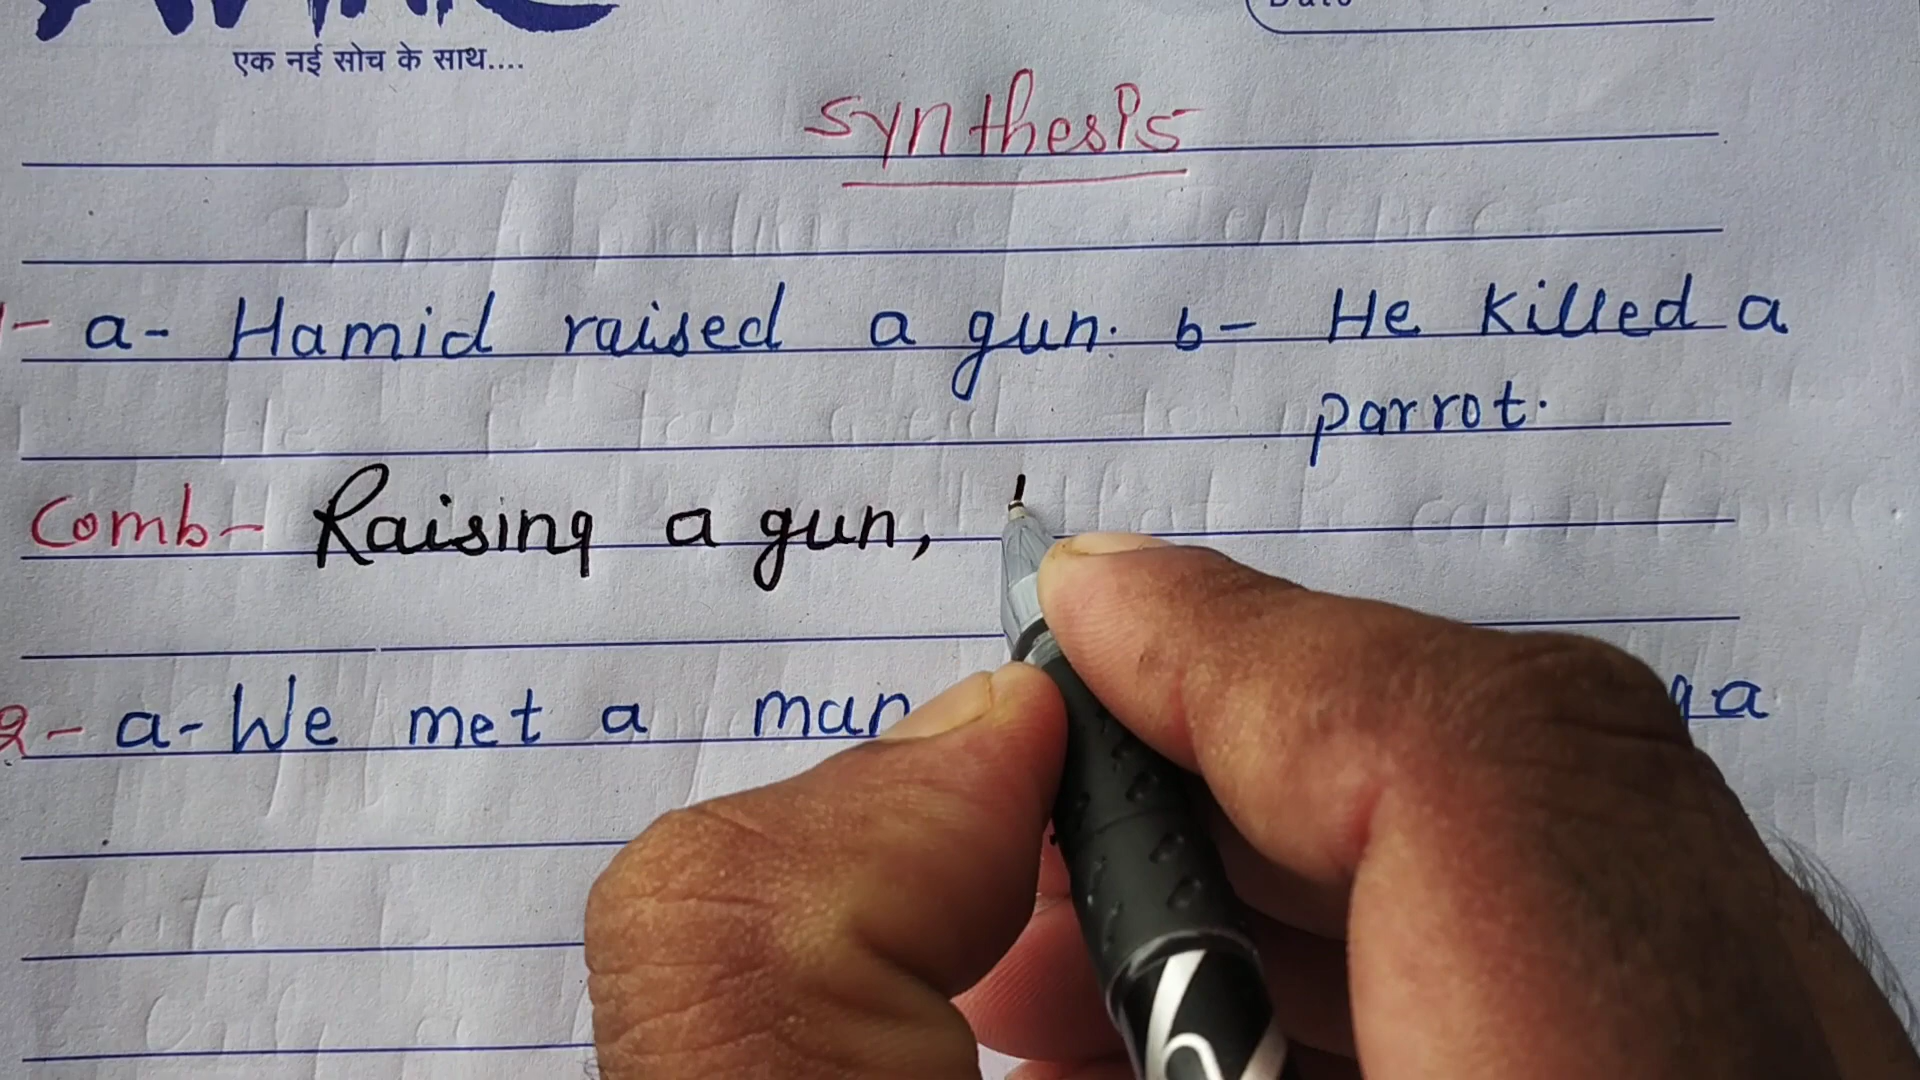 एक नई सोच के साथ....
Synthesis
1- a- Hamid raised a gun. b- He killed a
parrot.
Comb- Raising a gun,
2- a- We met a man a